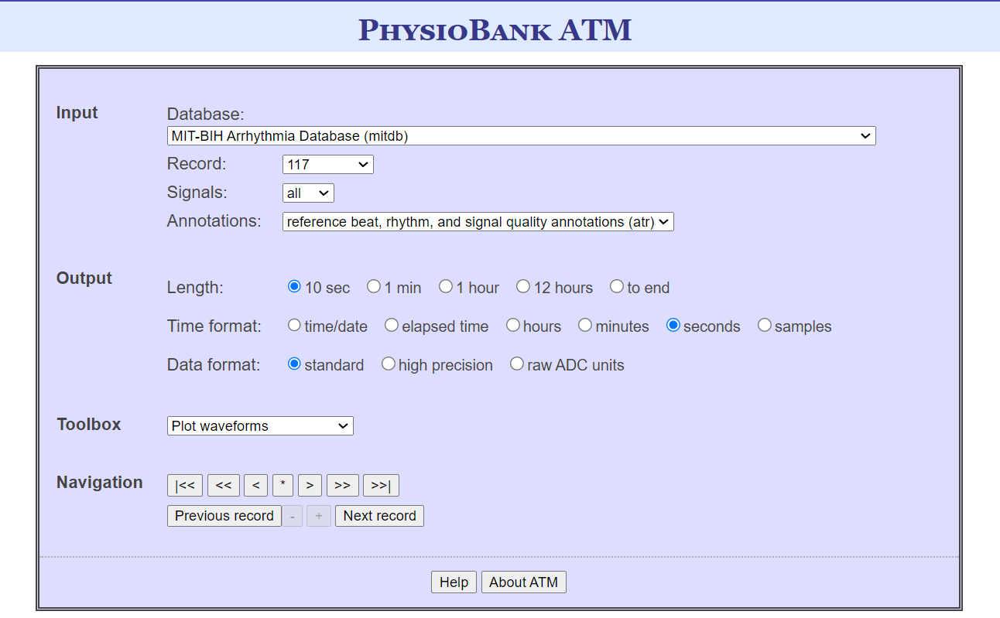 PhysioBank ATM
Input
Database:
MIT-BIH Arrhythmia Database (mitdb)
Record: 117
Signals: all
Annotations: reference beat, rhythm, and signal quality annotations (atr)
Output
Length: 10 sec 1 min 1 hour 12 hours to end
Time format: time/date elapsed time hours minutes seconds samples
Data format: standard high precision raw ADC units
Toolbox Plot waveforms
Navigation |<< << < * > >> >>|
Previous record - + Next record
Help About ATM